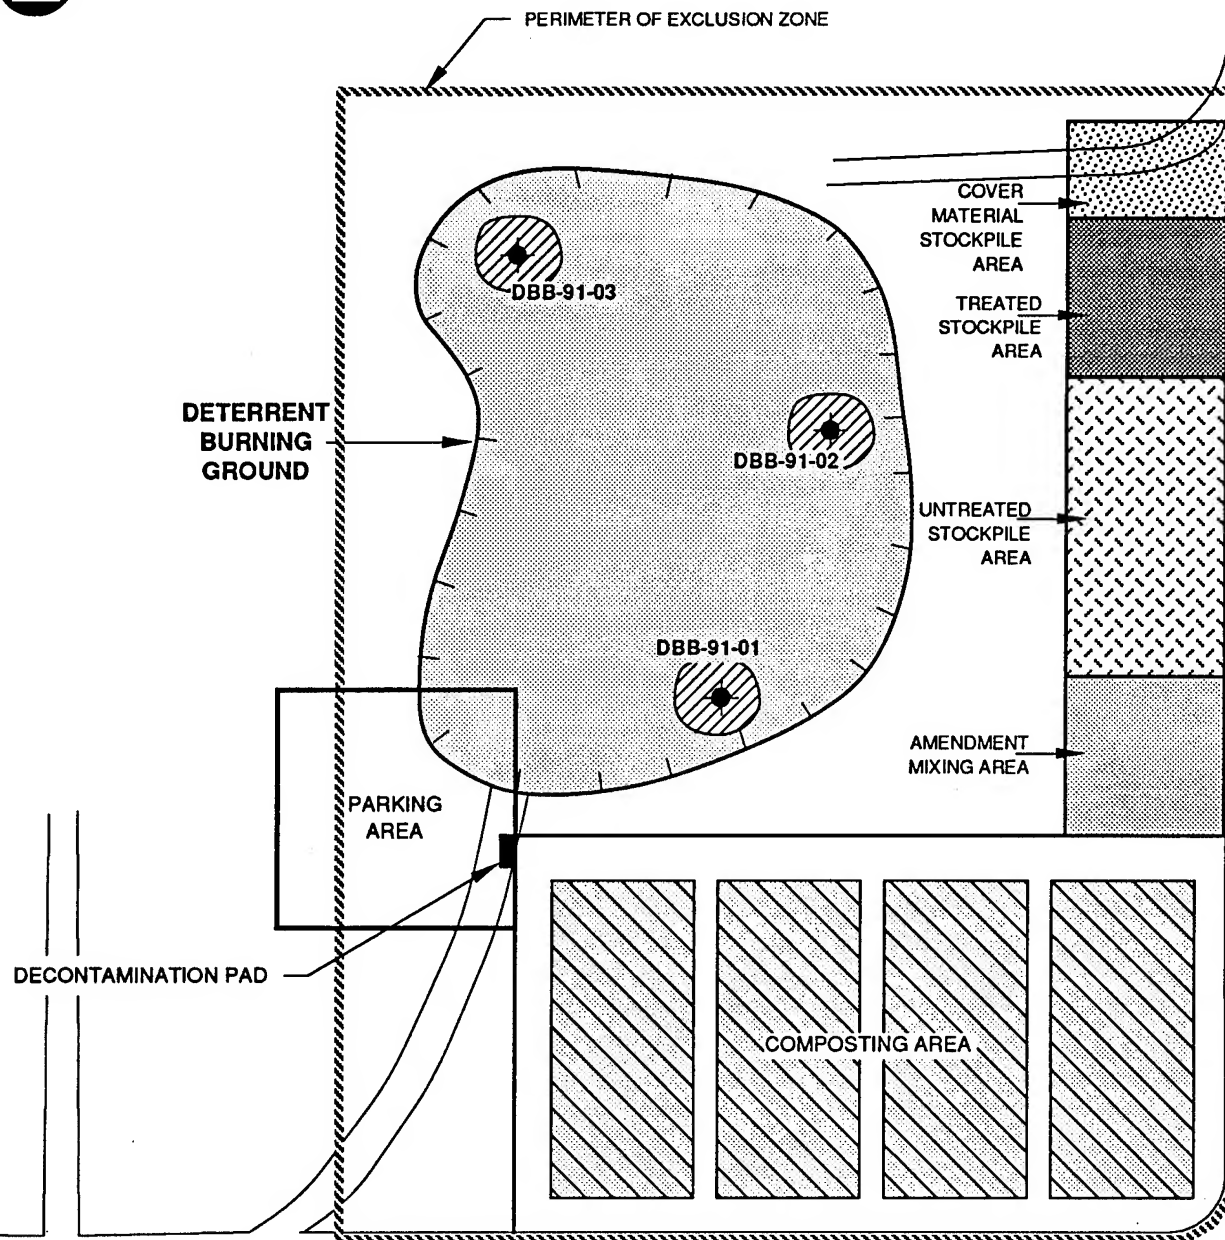 PERIMETER OF EXCLUSION ZONE
COVER
MATERIAL
STOCKPILE
AREA
DBB-91-03
TREATED
STOCKPILE
AREA
DETERRENT
BURNING
GROUND
DBB-91-02
UNTREATED
STOCKPILE
AREA
DBB-91-01
AMENDMENT
MIXING AREA
PARKING
AREA
DECONTAMINATION PAD
COMPOSTING AREA